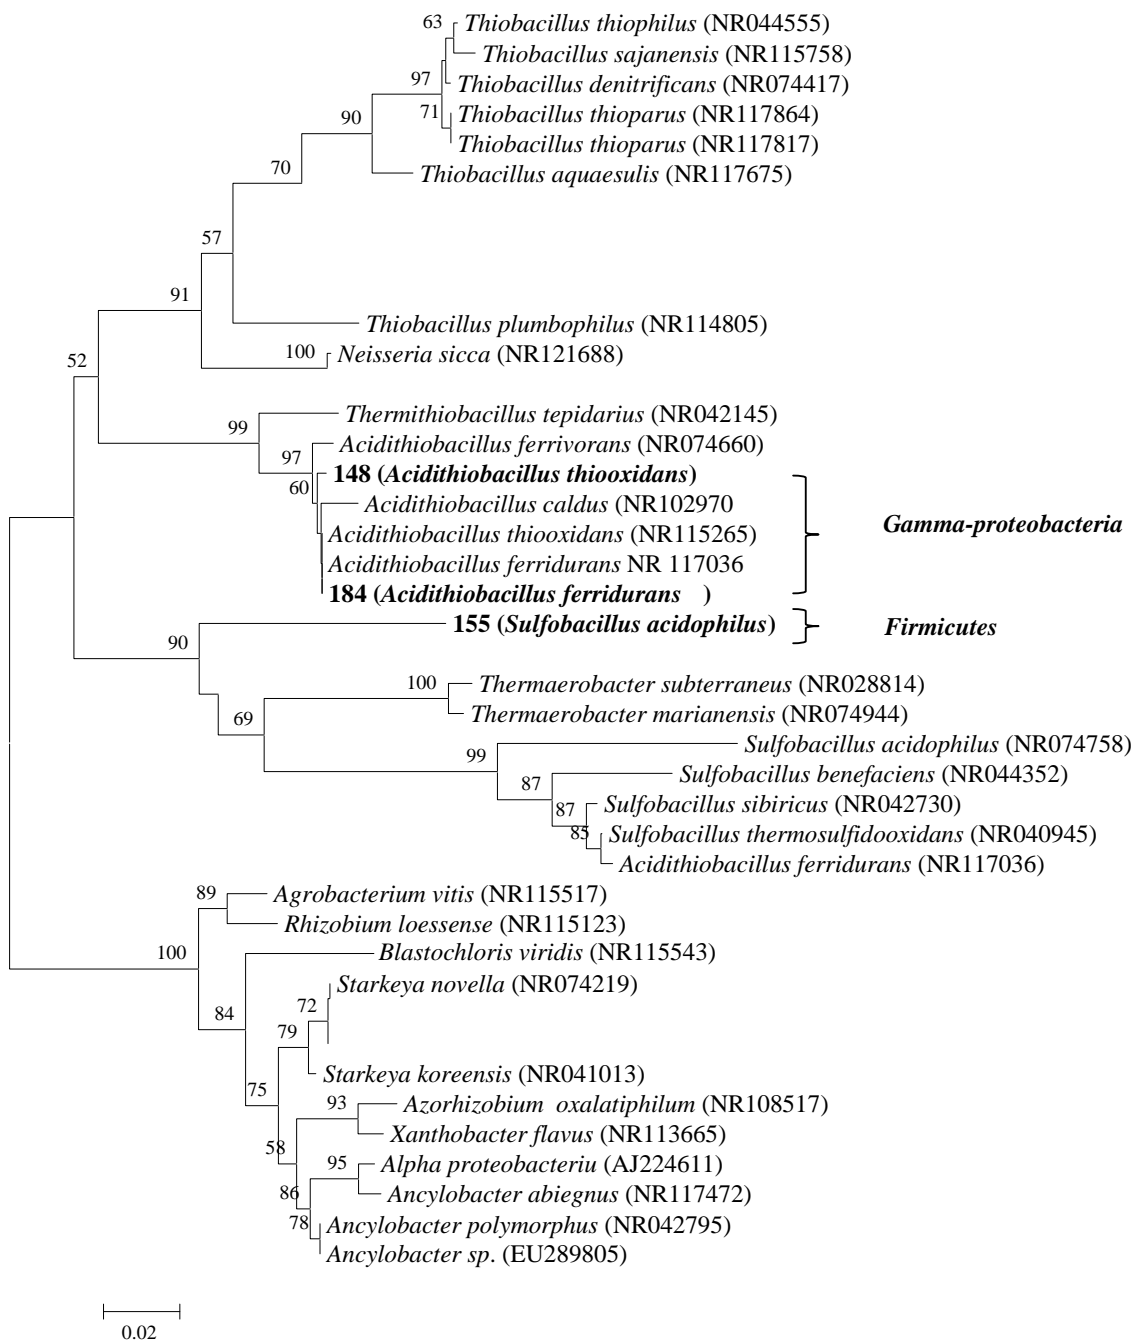 63
Thiobacillus thiophilus (NR044555)
Thiobacillus sajanensis (NR115758)
97
Thiobacillus denitrificans (NR074417)
71
Thiobacillus thioparus (NR117864)
90
Thiobacillus thioparus (NR117817)
70
Thiobacillus aquaesulis (NR117675)
57
91
Thiobacillus plumbophilus (NR114805)
100
Neisseria sicca (NR121688)
52
Thermithiobacillus tepidarius (NR042145)
99
Acidithiobacillus ferrivorans (NR074660)
97
148 (Acidithiobacillus thiooxidans)
60
Acidithiobacillus caldus (NR102970
Gamma-proteobacteria
Acidithiobacillus thiooxidans (NR115265)
Acidithiobacillus ferridurans NR 117036
184 (Acidithiobacillus ferridurans )
155 (Sulfobacillus acidophilus)
Firmicutes
90
100
Thermaerobacter subterraneus (NR028814)
69
Thermaerobacter marianensis (NR074944)
99
Sulfobacillus acidophilus (NR074758)
87
Sulfobacillus benefaciens (NR044352)
87
Sulfobacillus sibiricus (NR042730)
85
Sulfobacillus thermosulfidooxidans (NR040945)
Acidithiobacillus ferridurans (NR117036)
89
Agrobacterium vitis (NR115517)
Rhizobium loessense (NR115123)
100
Blastochloris viridis (NR115543)
84
72
Starkeya novella (NR074219)
79
Starkeya koreensis (NR041013)
75
93
Azorhizobium oxalatiphilum (NR108517)
58
Xanthobacter flavus (NR113665)
95
Alpha proteobacteriu (AJ224611)
86
Ancylobacter abiegnus (NR117472)
78
Ancylobacter polymorphus (NR042795)
Ancylobacter sp. (EU289805)
0.02